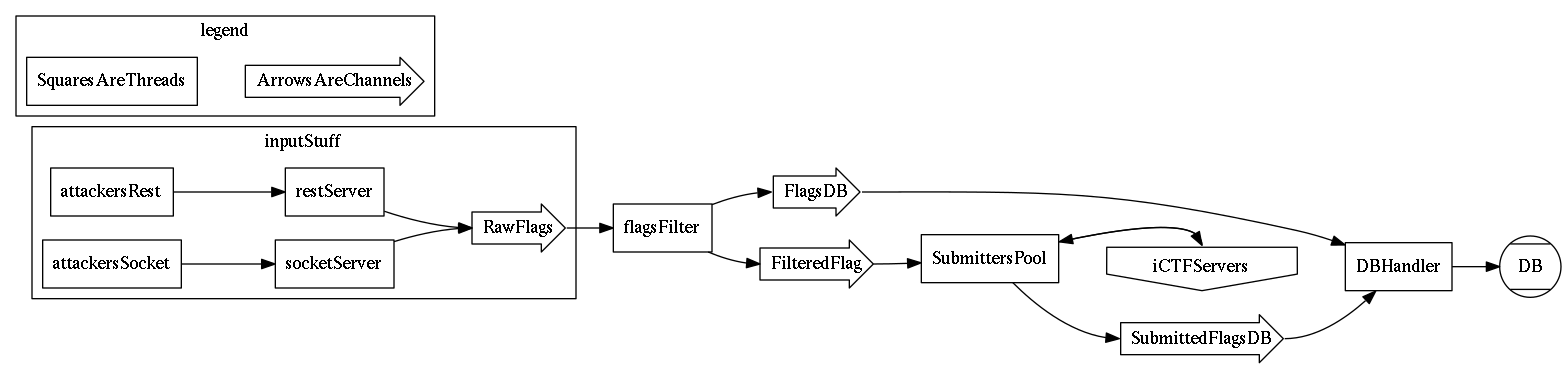 legend
SquaresAreThreads
ArrowsAreChannels
inputStuff
attackersRest
restServer
attackersSocket
socketServer
RawFlags
flagsFilter
FlagsDB
FilteredFlag
SubmittersPool
iCTFServers
SubmittedFlagsDB
DBHandler
DB